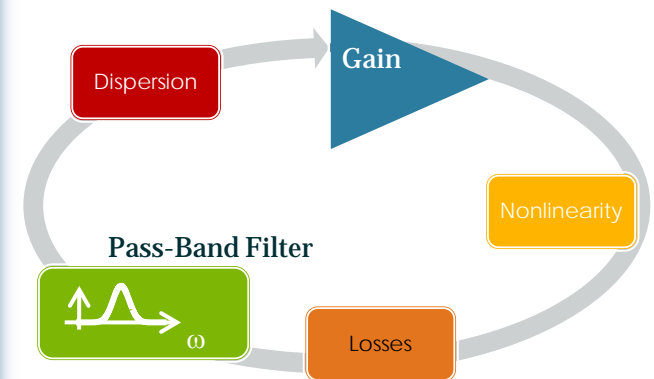 Gain
Dispersion
Nonlinearity
Pass-Band Filter
ω
Losses